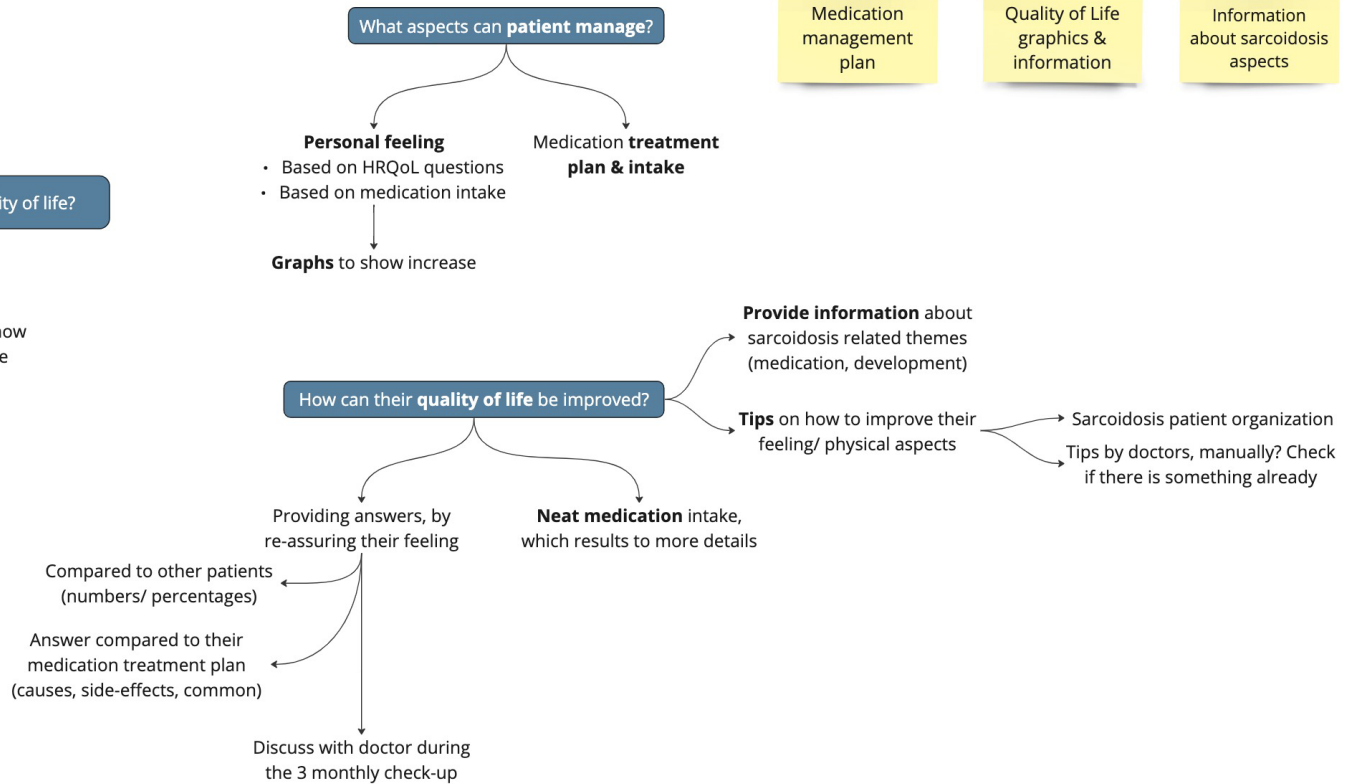 What aspects can patient manage?
Medication
management
plan
Quality of Life
graphics &
information
Information
about sarcoidosis
aspects
Personal feeling
• Based on HRQoL questions
• Based on medication intake
Medication treatment
plan & intake
Graphs to show increase
ity of life?
ow
e
How can their quality of life be improved?
Provide information about
sarcoidosis related themes
(medication, development)
Tips on how to improve their
feeling/ physical aspects
Sarcoidosis patient organization
Tips by doctors, manually? Check
if there is something already
Providing answers, by
re-assuring their feeling
Neat medication intake,
which results to more details
Compared to other patients
(numbers/ percentages)
Answer compared to their
medication treatment plan
(causes, side-effects, common)
Discuss with doctor during
the 3 monthly check-up